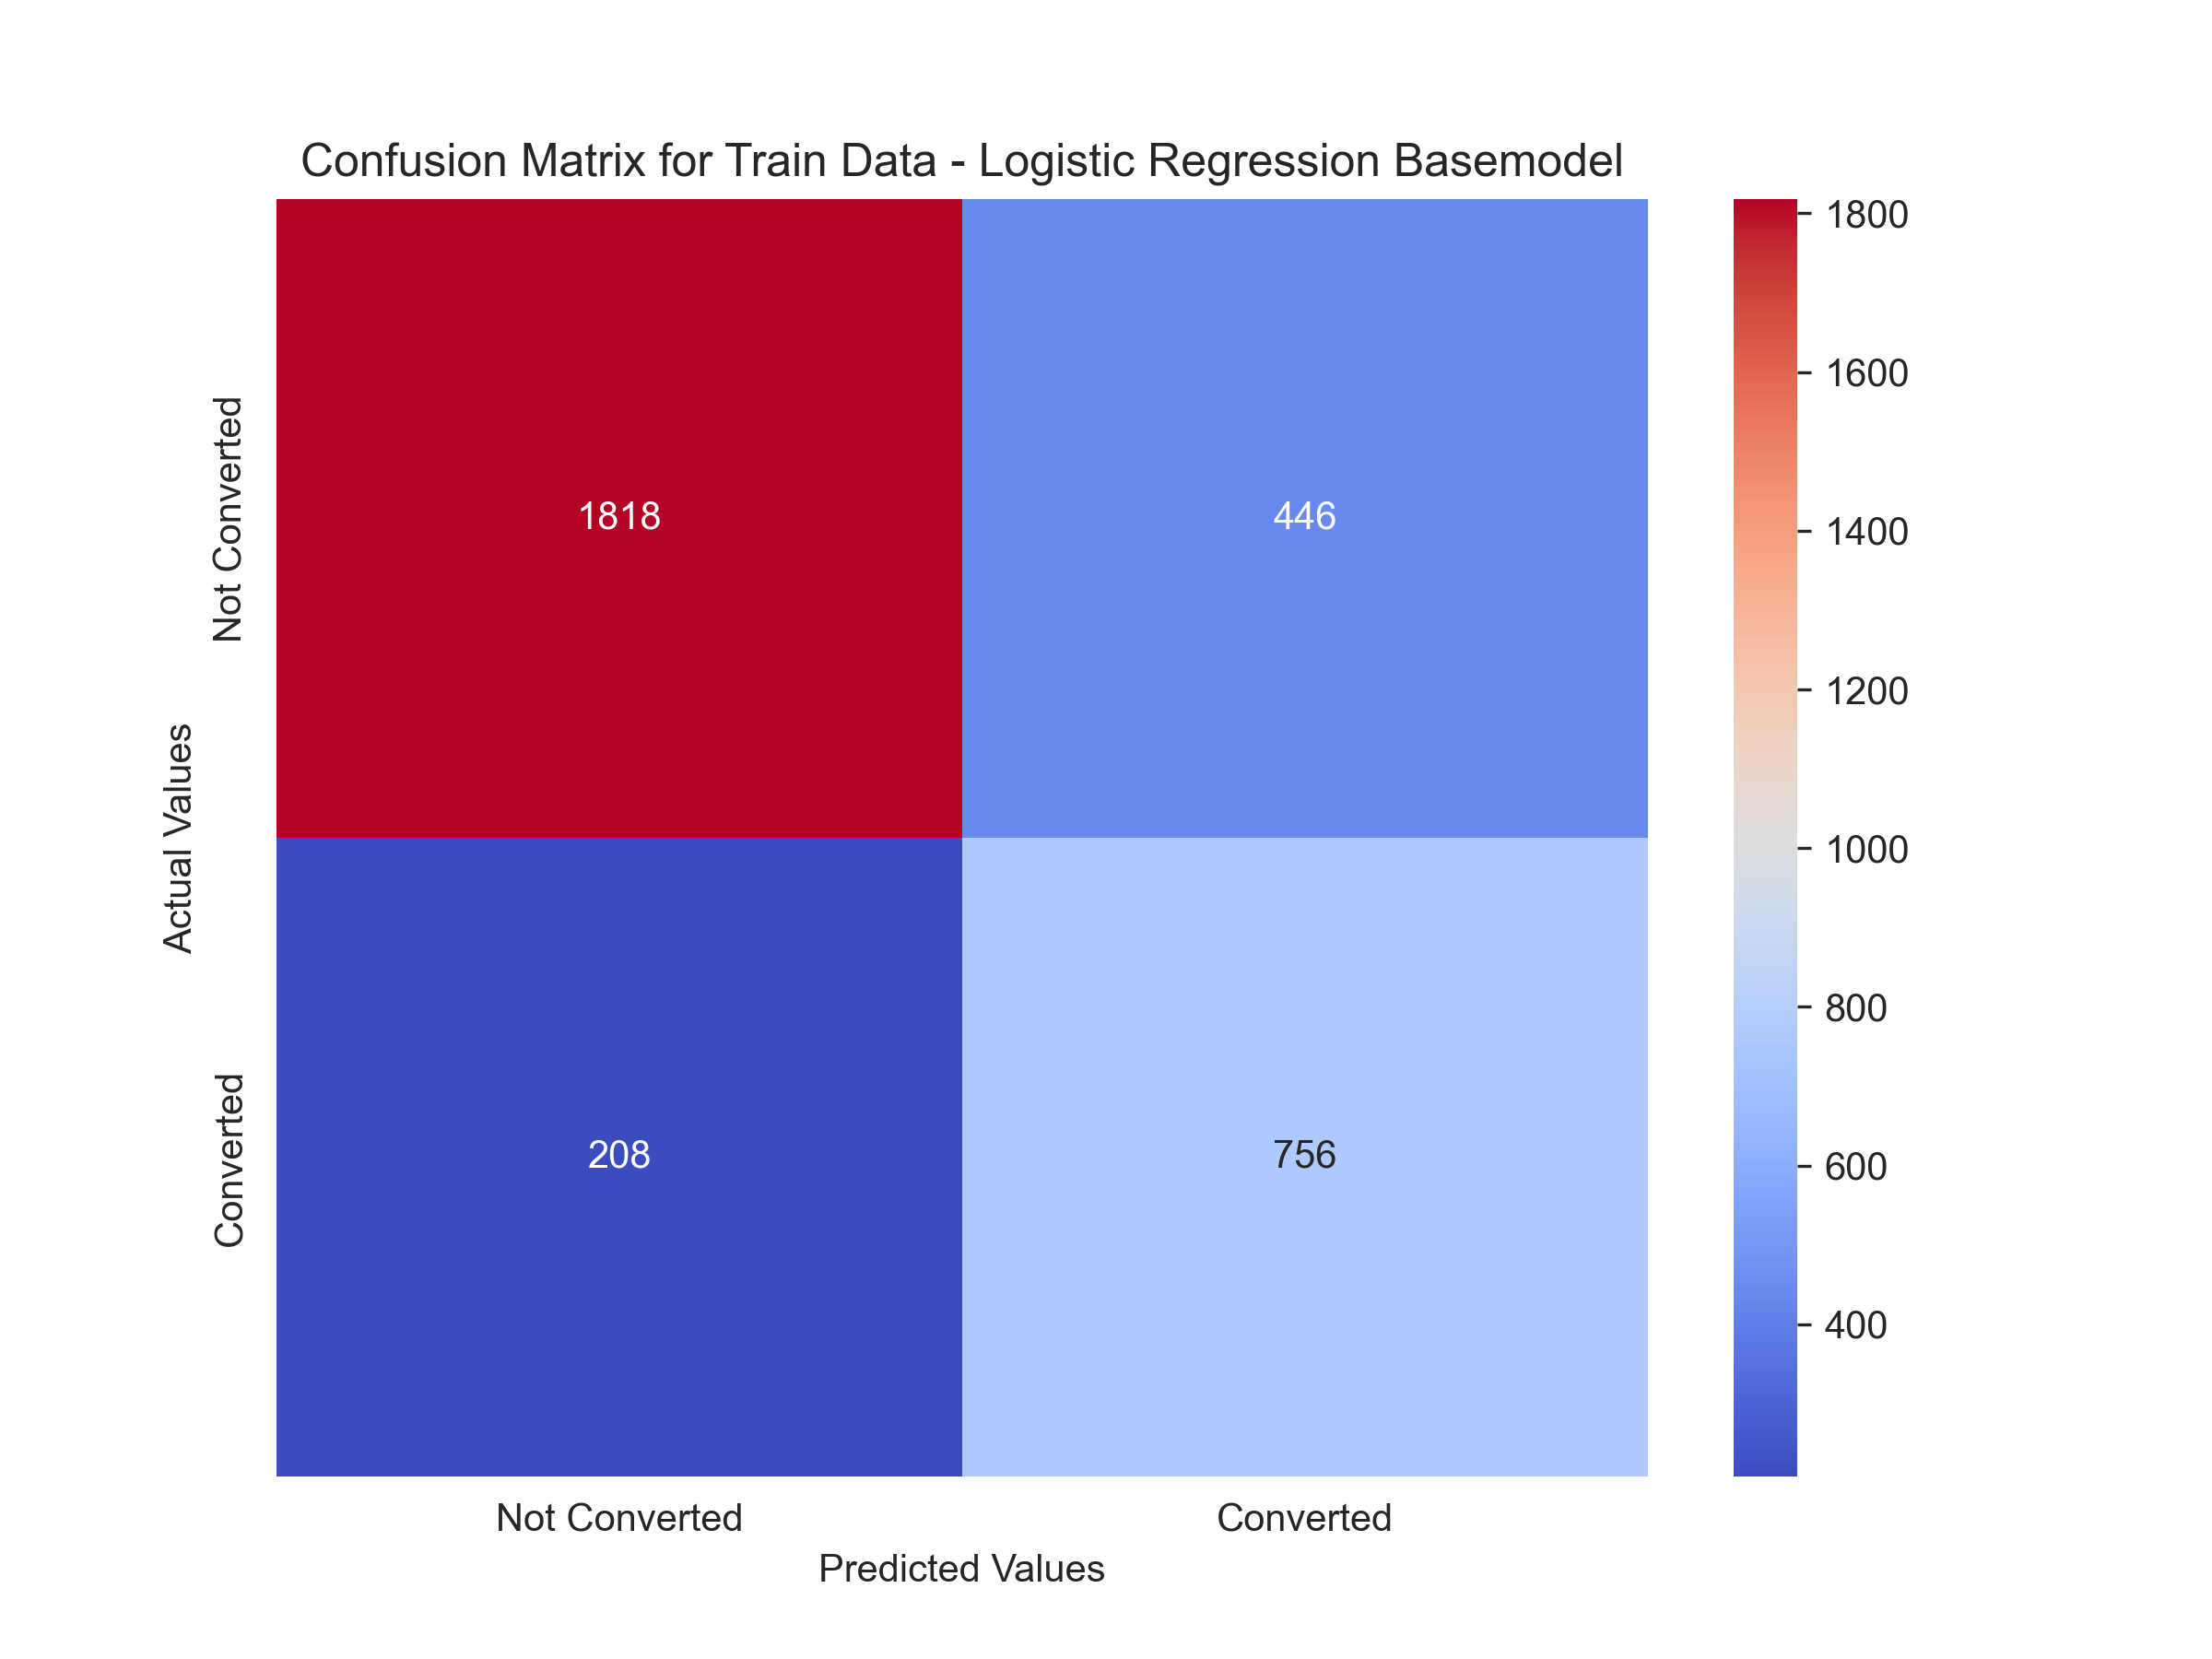 Confusion Matrix for Train Data - Logistic Regression Basemodel
Actual Values
Not Converted
Converted
1818
446
208
756
Not Converted
Converted
Predicted Values
1800
1600
1400
1200
1000
800
600
400